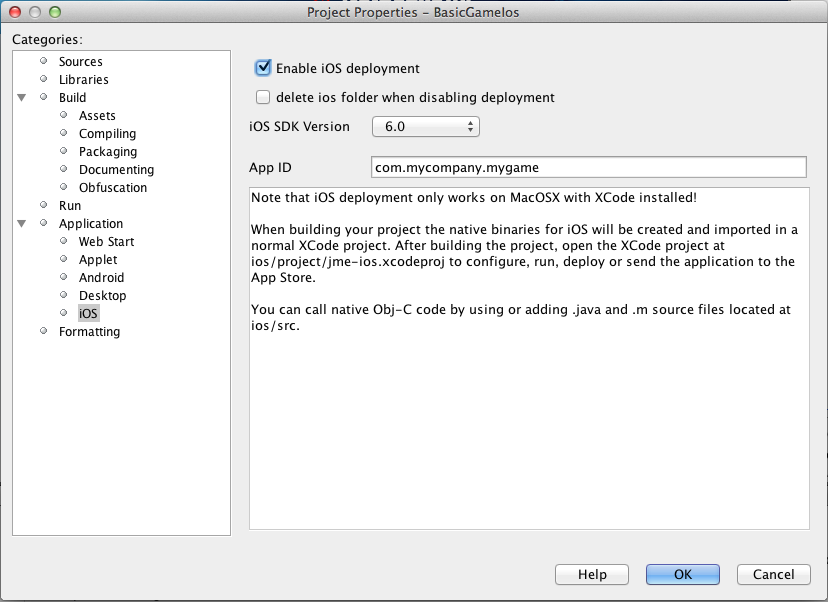 Project Properties – BasicGameIos
Categories:
Sources
Libraries
Build
Assets
Compiling
Packaging
Documenting
Obfuscation
Run
Application
Web Start
Applet
Android
Desktop
iOS
Formatting
Enable iOS deployment
delete ios folder when disabling deployment
iOS SDK Version 6.0
App ID com.mycompany.mygame
Note that iOS deployment only works on MacOSX with XCode installed!
When building your project the native binaries for iOS will be created and imported in a
normal XCode project. After building the project, open the XCode project at
ios/project/jme-ios.xcodeproj to configure, run, deploy or send the application to the
App Store.
You can call native Obj-C code by using or adding .java and .m source files located at
ios/src.
Help OK Cancel